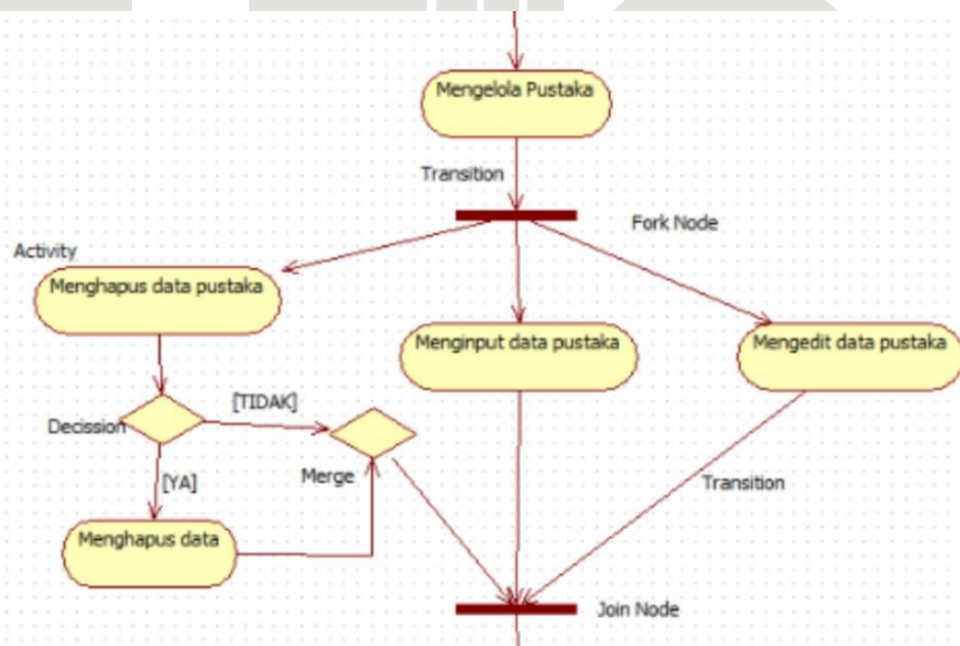 Mengelola Pustaka
Transition
Fork Node
Activity
Menghapus data pustaka
Menginput data pustaka
Mengedit data pustaka
[TIDAK]
Decission
Merge
[YA]
Transition
Menghapus data
Join Node